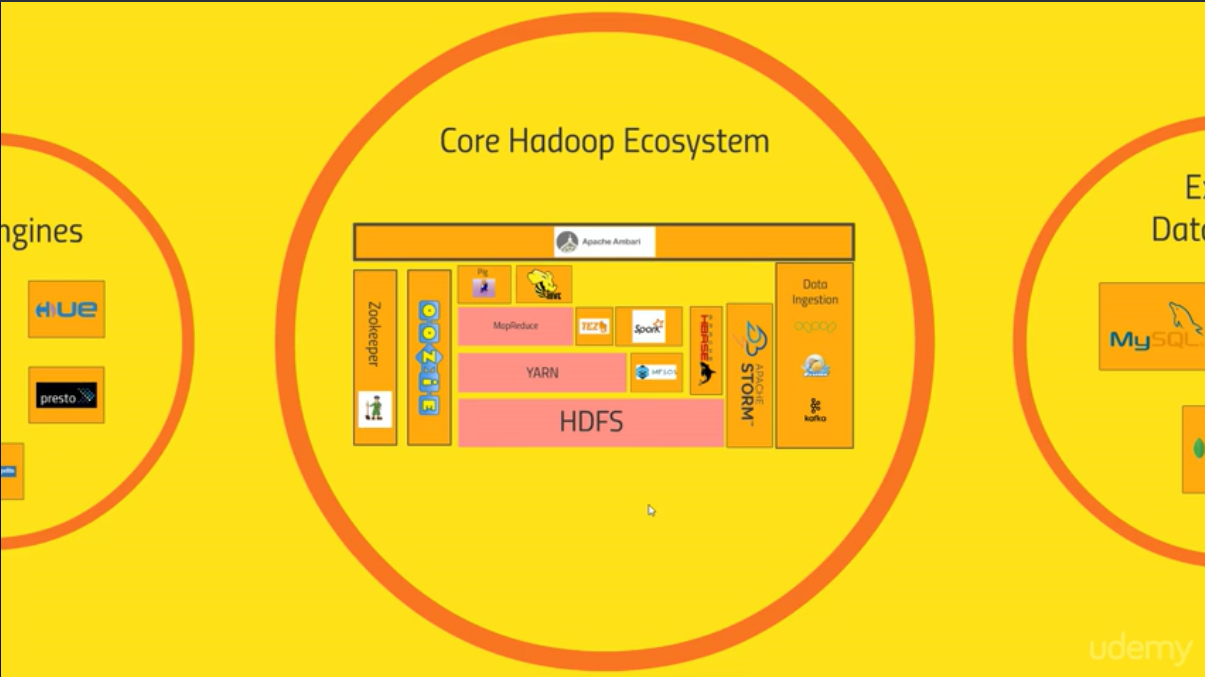 Core Hadoop Ecosystem
Apache Ambari
ngines
HUE
presto
Zookeeper
OOZIE
Pig
HIVE
MapReduce
TEZ
Spark
YARN
MESOS
HDFS
HBASE
APACHE
STORM™
Data
Ingestion
sqoop
kafka
Ex
Data
MySQL
udemy